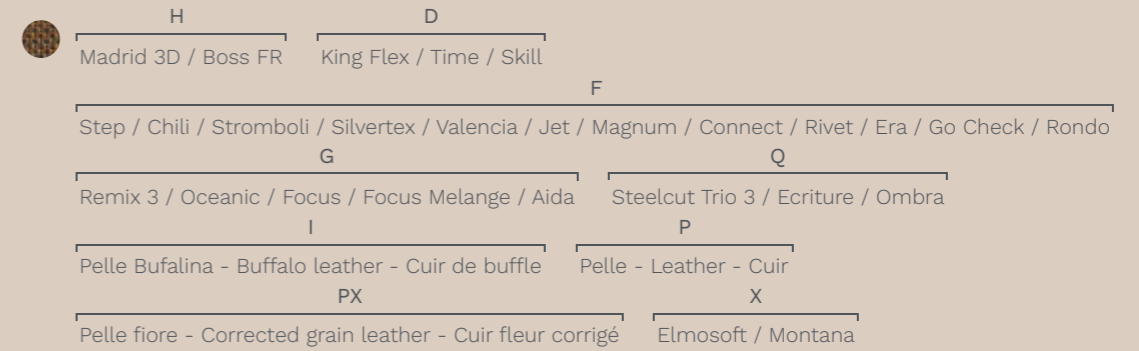 H D
Madrid 3D / Boss FR King Flex / Time / Skill
F
Step / Chili / Stromboli / Silvertex / Valencia / Jet / Magnum / Connect / Rivet / Era / Go Check / Rondo
G Q
Remix 3 / Oceanic / Focus / Focus Melange / Aida Steelcut Trio 3 / Ecriture / Ombra
I P
Pelle Bufalina - Buffalo leather - Cuir de buffle Pelle - Leather - Cuir
PX X
Pelle fiore - Corrected grain leather - Cuir fleur corrigé Elmosoft / Montana